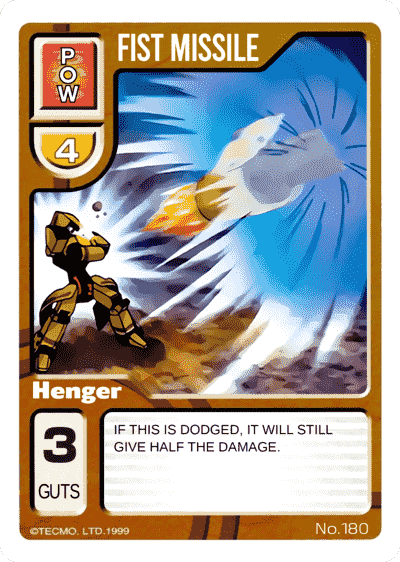 FIST MISSILE
POW
4
Henger
3
GUTS
IF THIS IS DODGED, IT WILL STILL
GIVE HALF THE DAMAGE.
©TECMO, LTD.1999
No.180